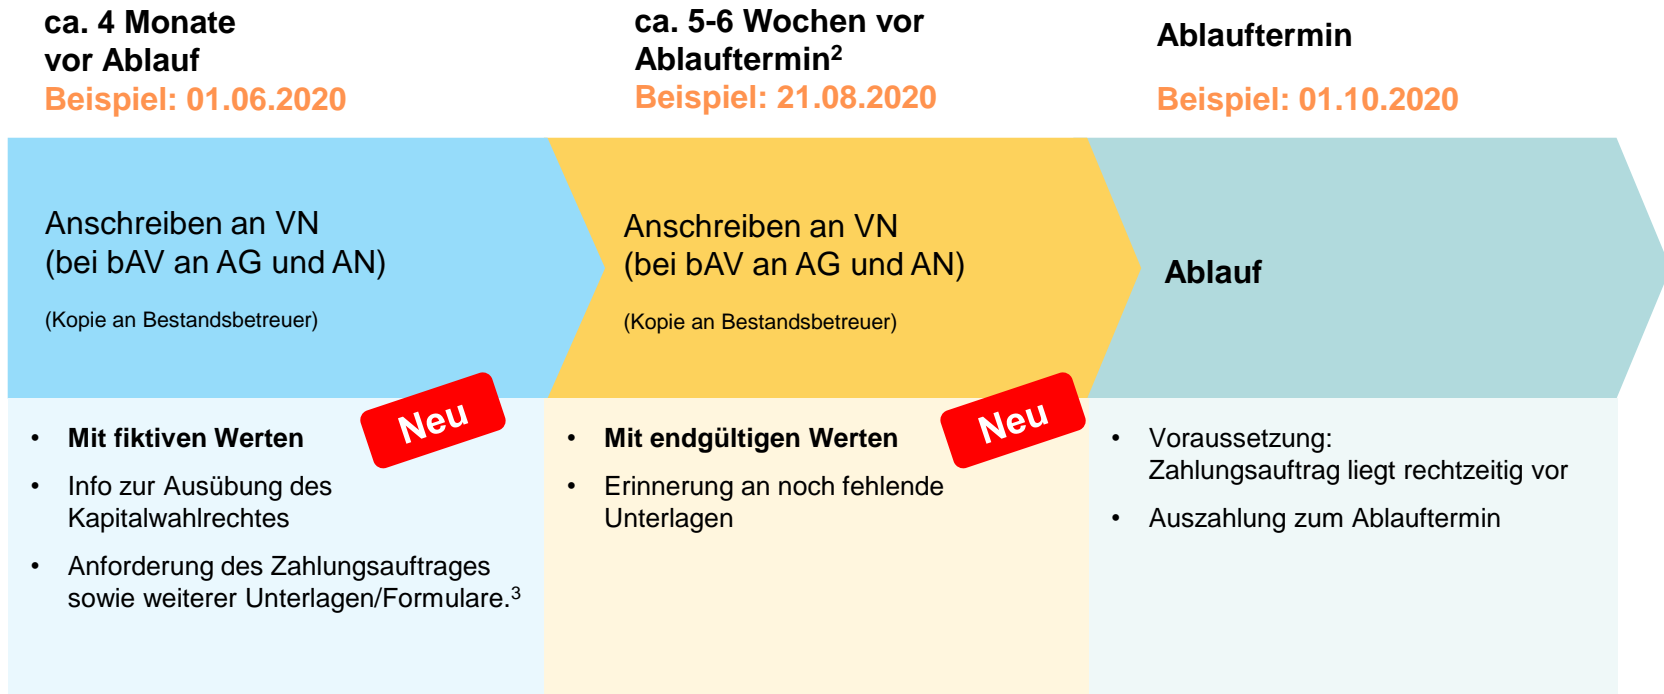 ca. 4 Monate
vor Ablauf
Beispiel: 01.06.2020
ca. 5-6 Wochen vor
Ablauftermin²
Beispiel: 21.08.2020
Ablauftermin
Beispiel: 01.10.2020
Anschreiben an VN
(bei bAV an AG und AN)
(Kopie an Bestandsbetreuer)
Anschreiben an VN
(bei bAV an AG und AN)
(Kopie an Bestandsbetreuer)
Ablauf
Neu
• Mit fiktiven Werten
• Info zur Ausübung des
Kapitalwahlrechtes
• Anforderung des Zahlungsauftrages
sowie weiterer Unterlagen/Formulare.³
Neu
• Mit endgültigen Werten
• Erinnerung an noch fehlende
Unterlagen
• Voraussetzung:
Zahlungsauftrag liegt rechtzeitig vor
• Auszahlung zum Ablauftermin